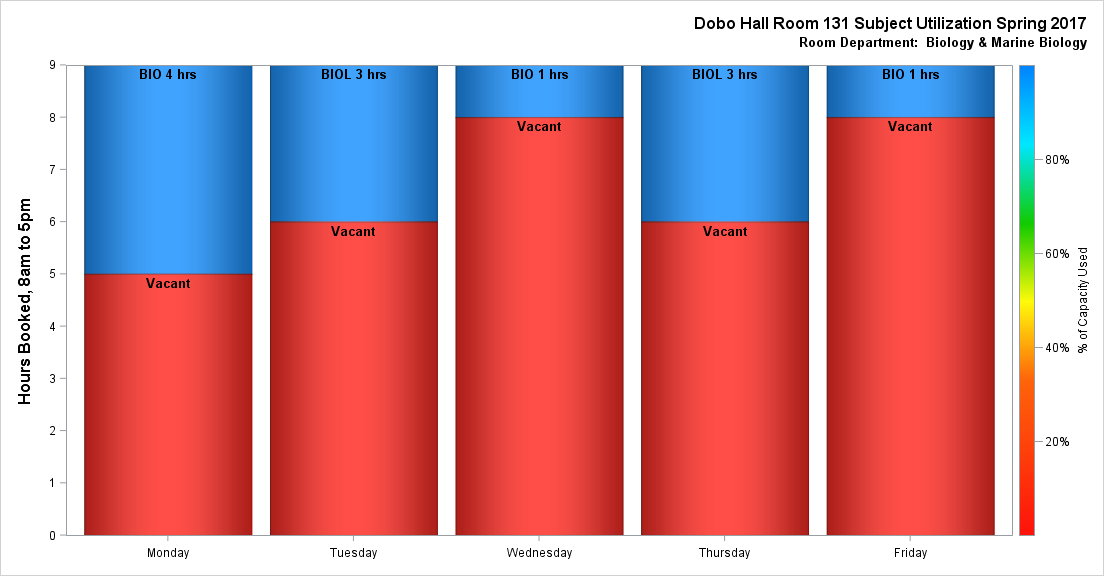 Dobo Hall Room 131 Subject Utilization Spring 2017
Room Department:  Biology & Marine Biology
Hours Booked, 8am to 5pm
9
8
7
6
5
4
3
2
1
0
BIO 4 hrs
Vacant
BIOL 3 hrs
Vacant
BIO 1 hrs
Vacant
BIOL 3 hrs
Vacant
BIO 1 hrs
Vacant
Monday
Tuesday
Wednesday
Thursday
Friday
80%
60%
40%
20%
% of Capacity Used